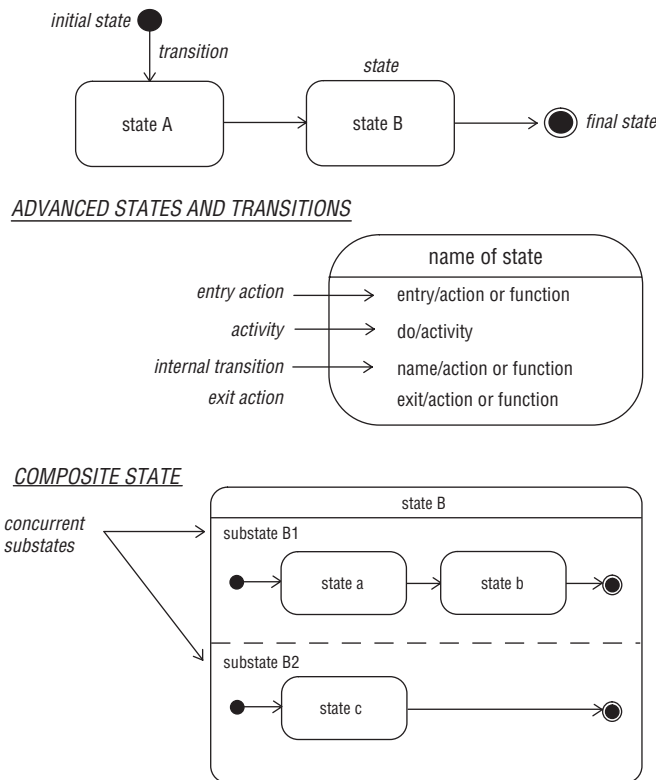 initial state
transition
state
state A
state B
final state
ADVANCED STATES AND TRANSITIONS
name of state
entry action
entry/action or function
activity
do/activity
internal transition
name/action or function
exit action
exit/action or function
COMPOSITE STATE
state B
concurrent
substates
substate B1
state a
state b
substate B2
state c